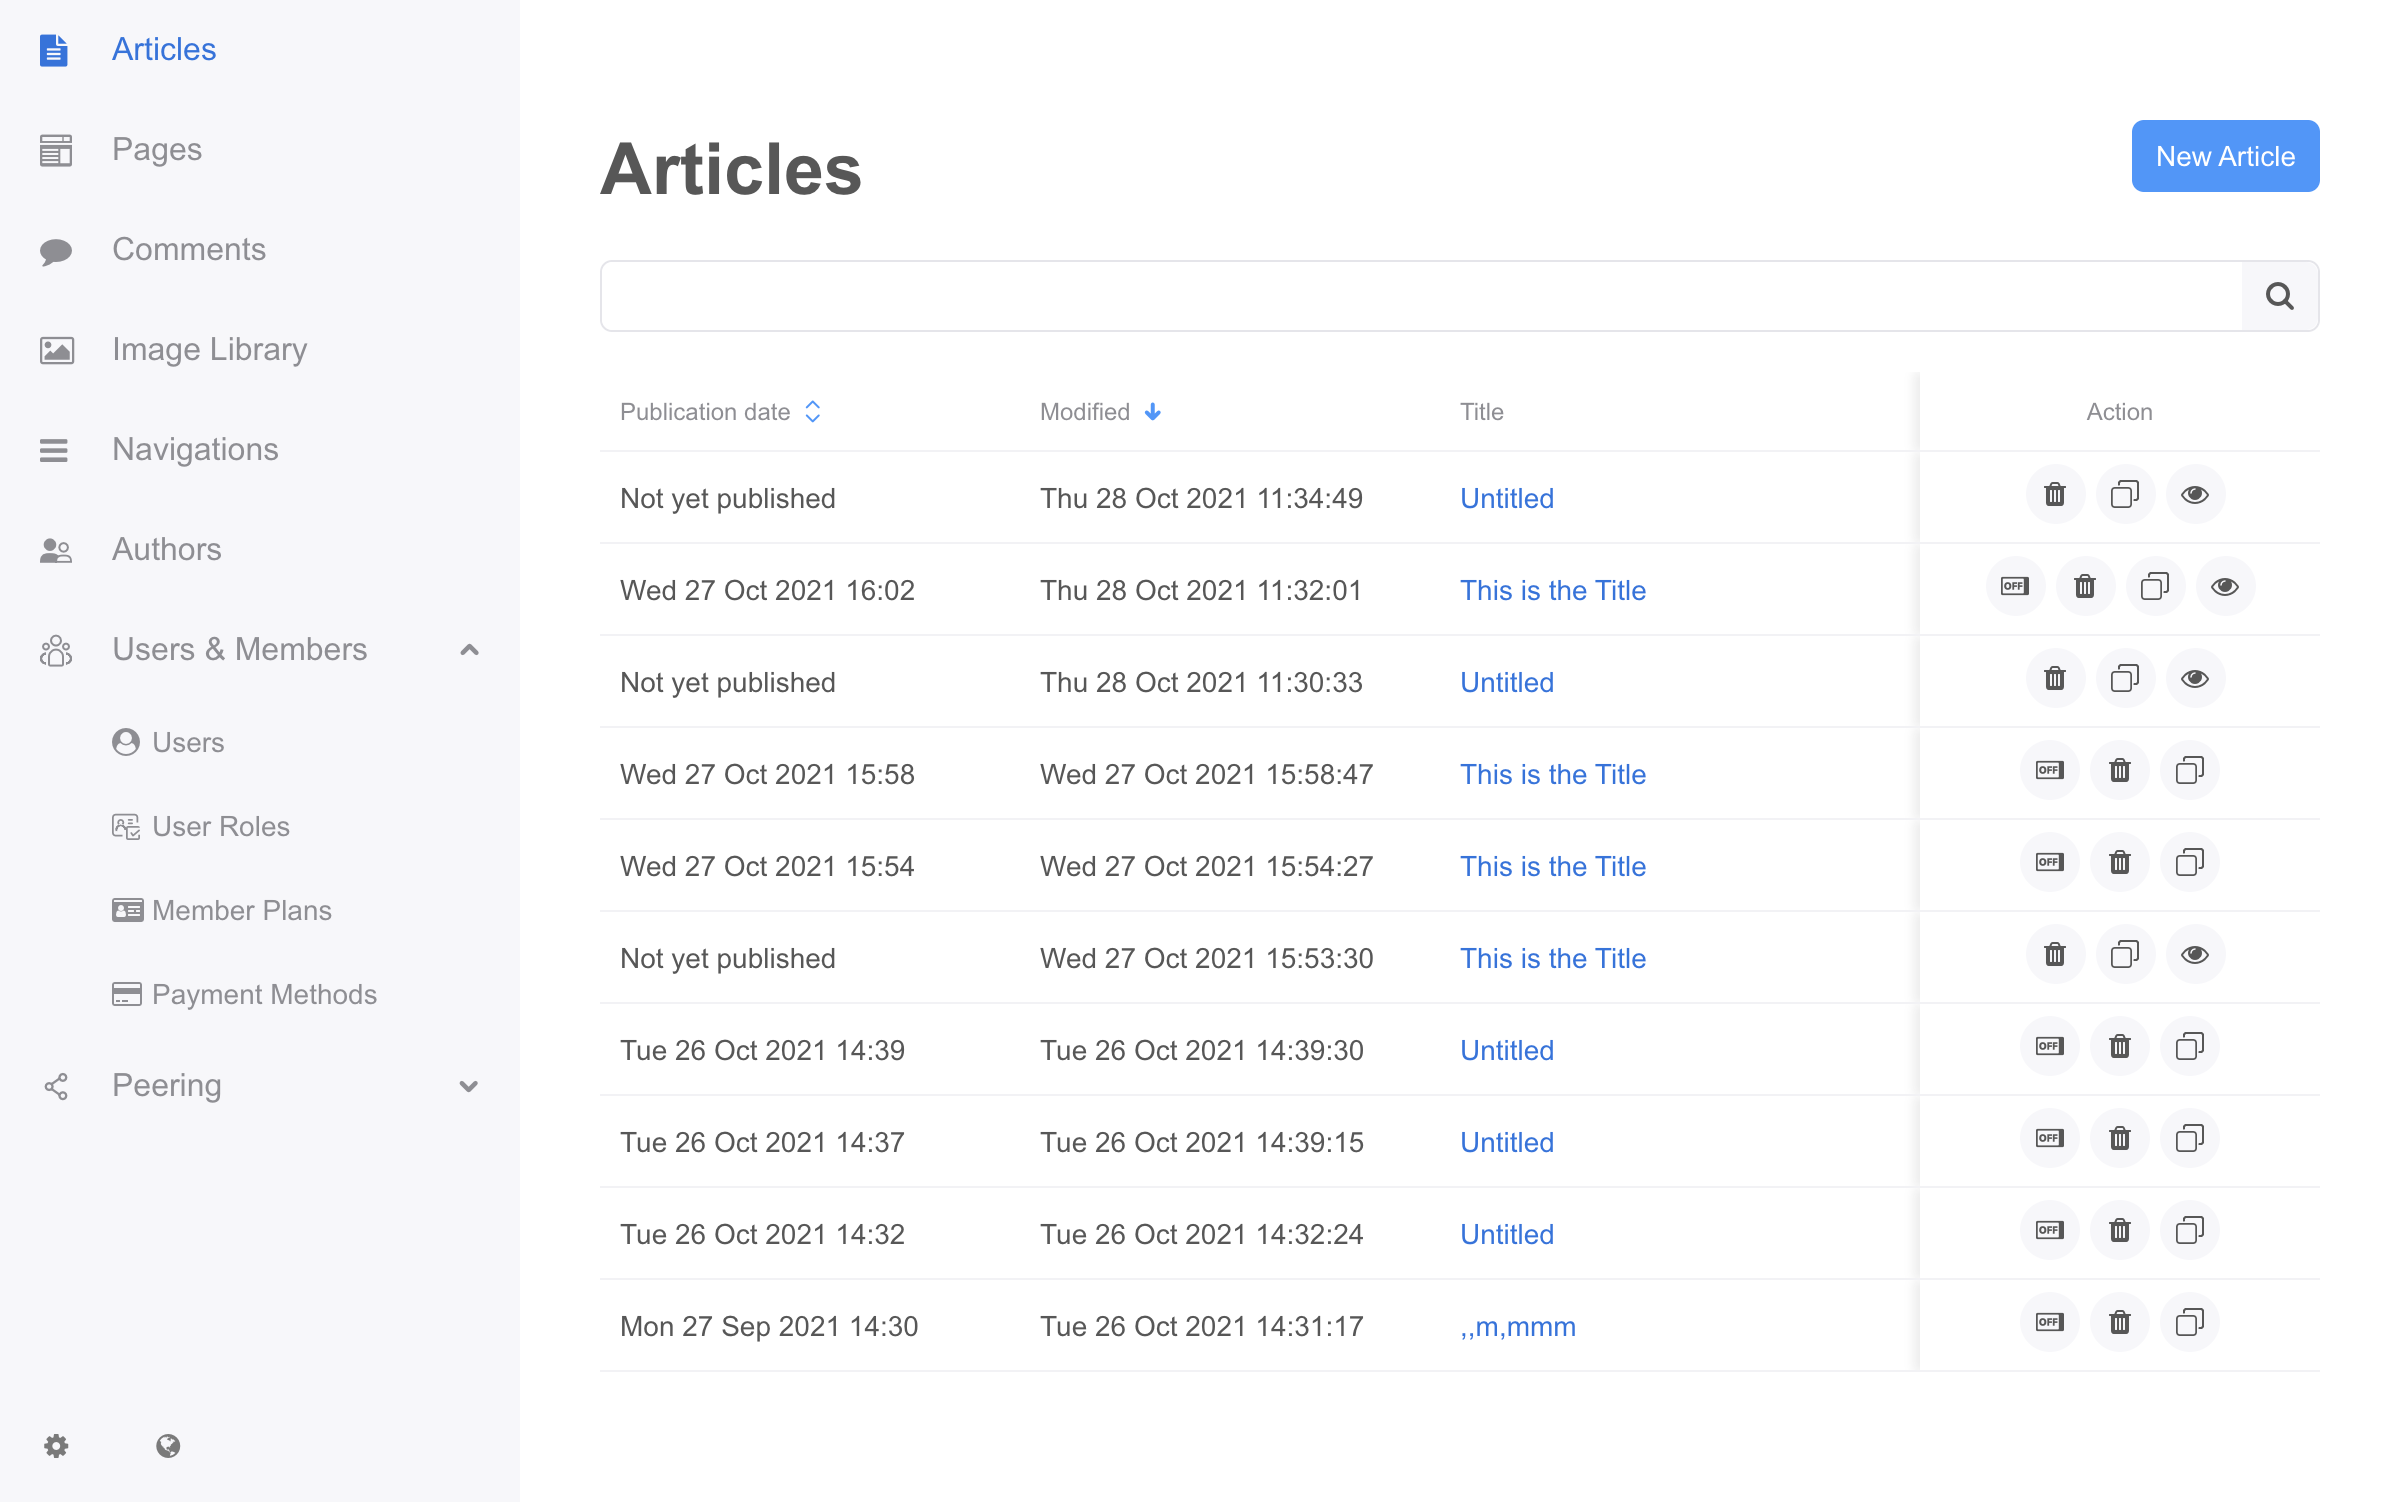 Articles
Pages
Comments
Image Library
Navigations
Authors
Users & Members
Users
User Roles
Member Plans
Payment Methods
Peering
Articles
New Article
Publication date Modified Title Action
Not yet published Thu 28 Oct 2021 11:34:49 Untitled
Wed 27 Oct 2021 16:02 Thu 28 Oct 2021 11:32:01 This is the Title OFF
Not yet published Thu 28 Oct 2021 11:30:33 Untitled
Wed 27 Oct 2021 15:58 Wed 27 Oct 2021 15:58:47 This is the Title OFF
Wed 27 Oct 2021 15:54 Wed 27 Oct 2021 15:54:27 This is the Title OFF
Not yet published Wed 27 Oct 2021 15:53:30 This is the Title
Tue 26 Oct 2021 14:39 Tue 26 Oct 2021 14:39:30 Untitled OFF
Tue 26 Oct 2021 14:37 Tue 26 Oct 2021 14:39:15 Untitled OFF
Tue 26 Oct 2021 14:32 Tue 26 Oct 2021 14:32:24 Untitled OFF
Mon 27 Sep 2021 14:30 Tue 26 Oct 2021 14:31:17 ,,m,mmm OFF